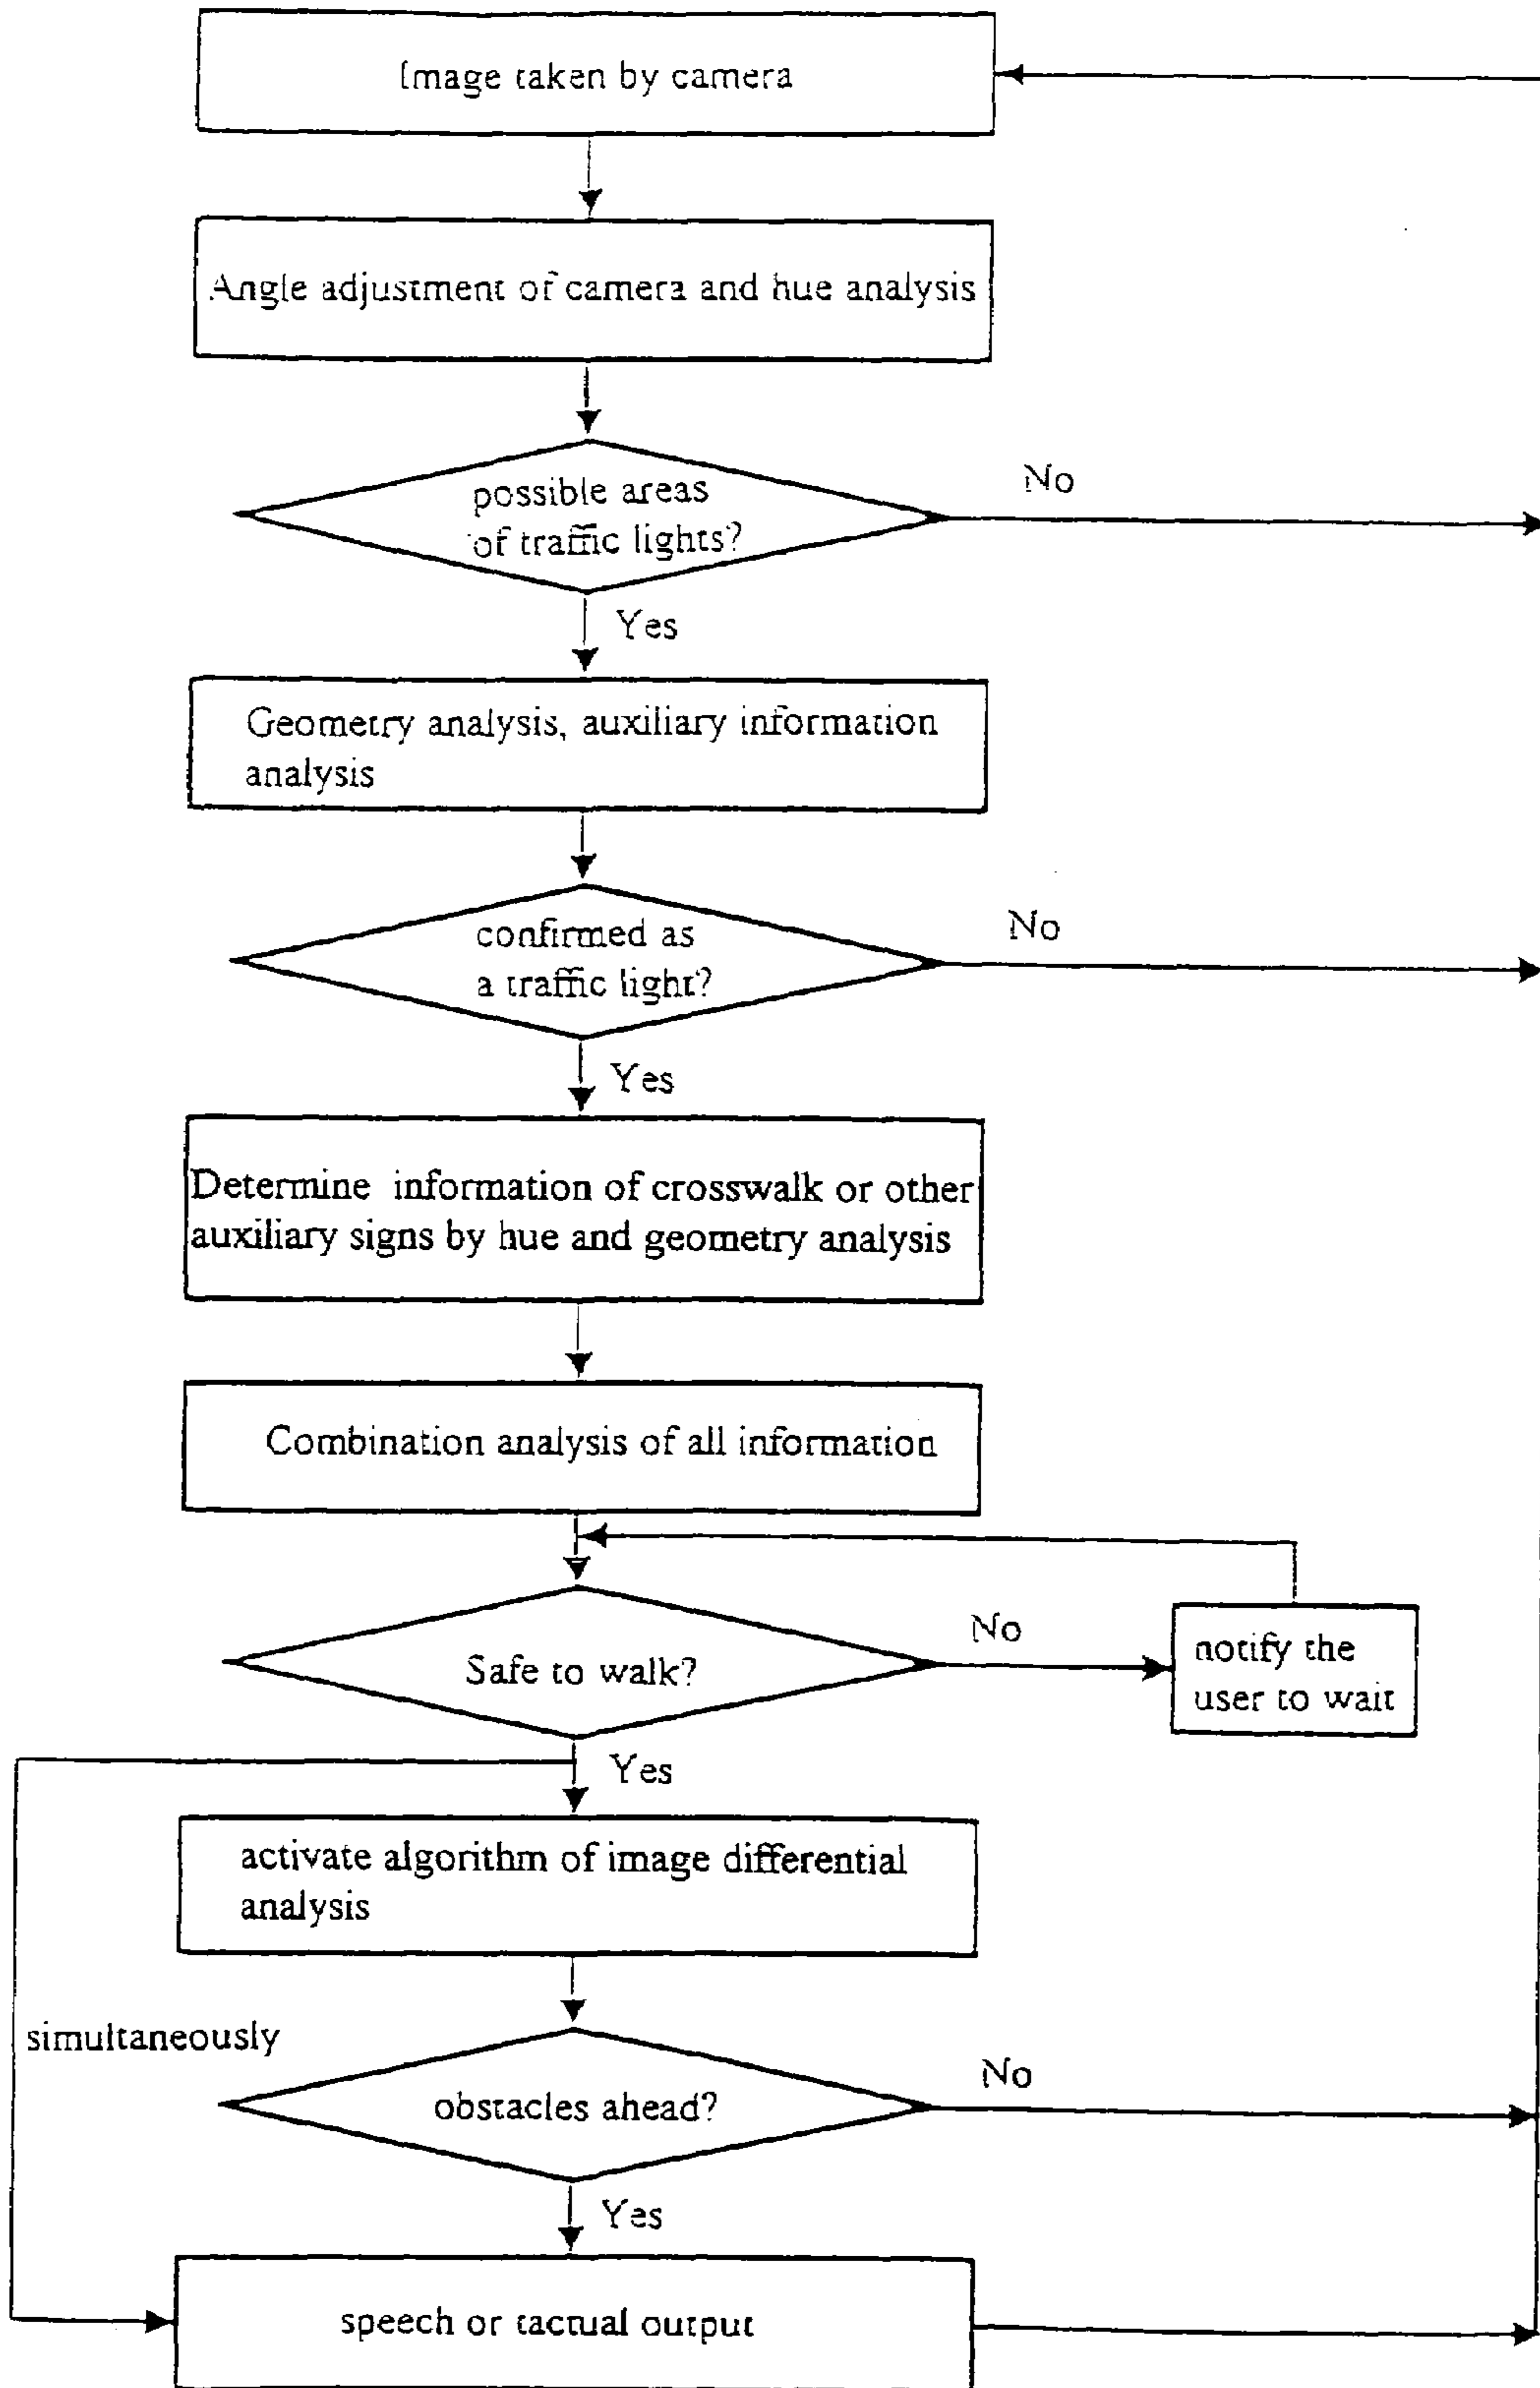 Image taken by camera
Angle adjustment of camera and hue analysis
possible areas
of traffic lights?
No
Yes
Geometry analysis, auxiliary information
analysis
confirmed as
a traffic light?
No
Yes
Determine information of crosswalk or other
auxiliary signs by hue and geometry analysis
Combination analysis of all information
Safe to walk?
No
notify the
user to wait
Yes
activate algorithm of image differential
analysis
simultaneously
obstacles ahead?
No
Yes
speech or tactual output